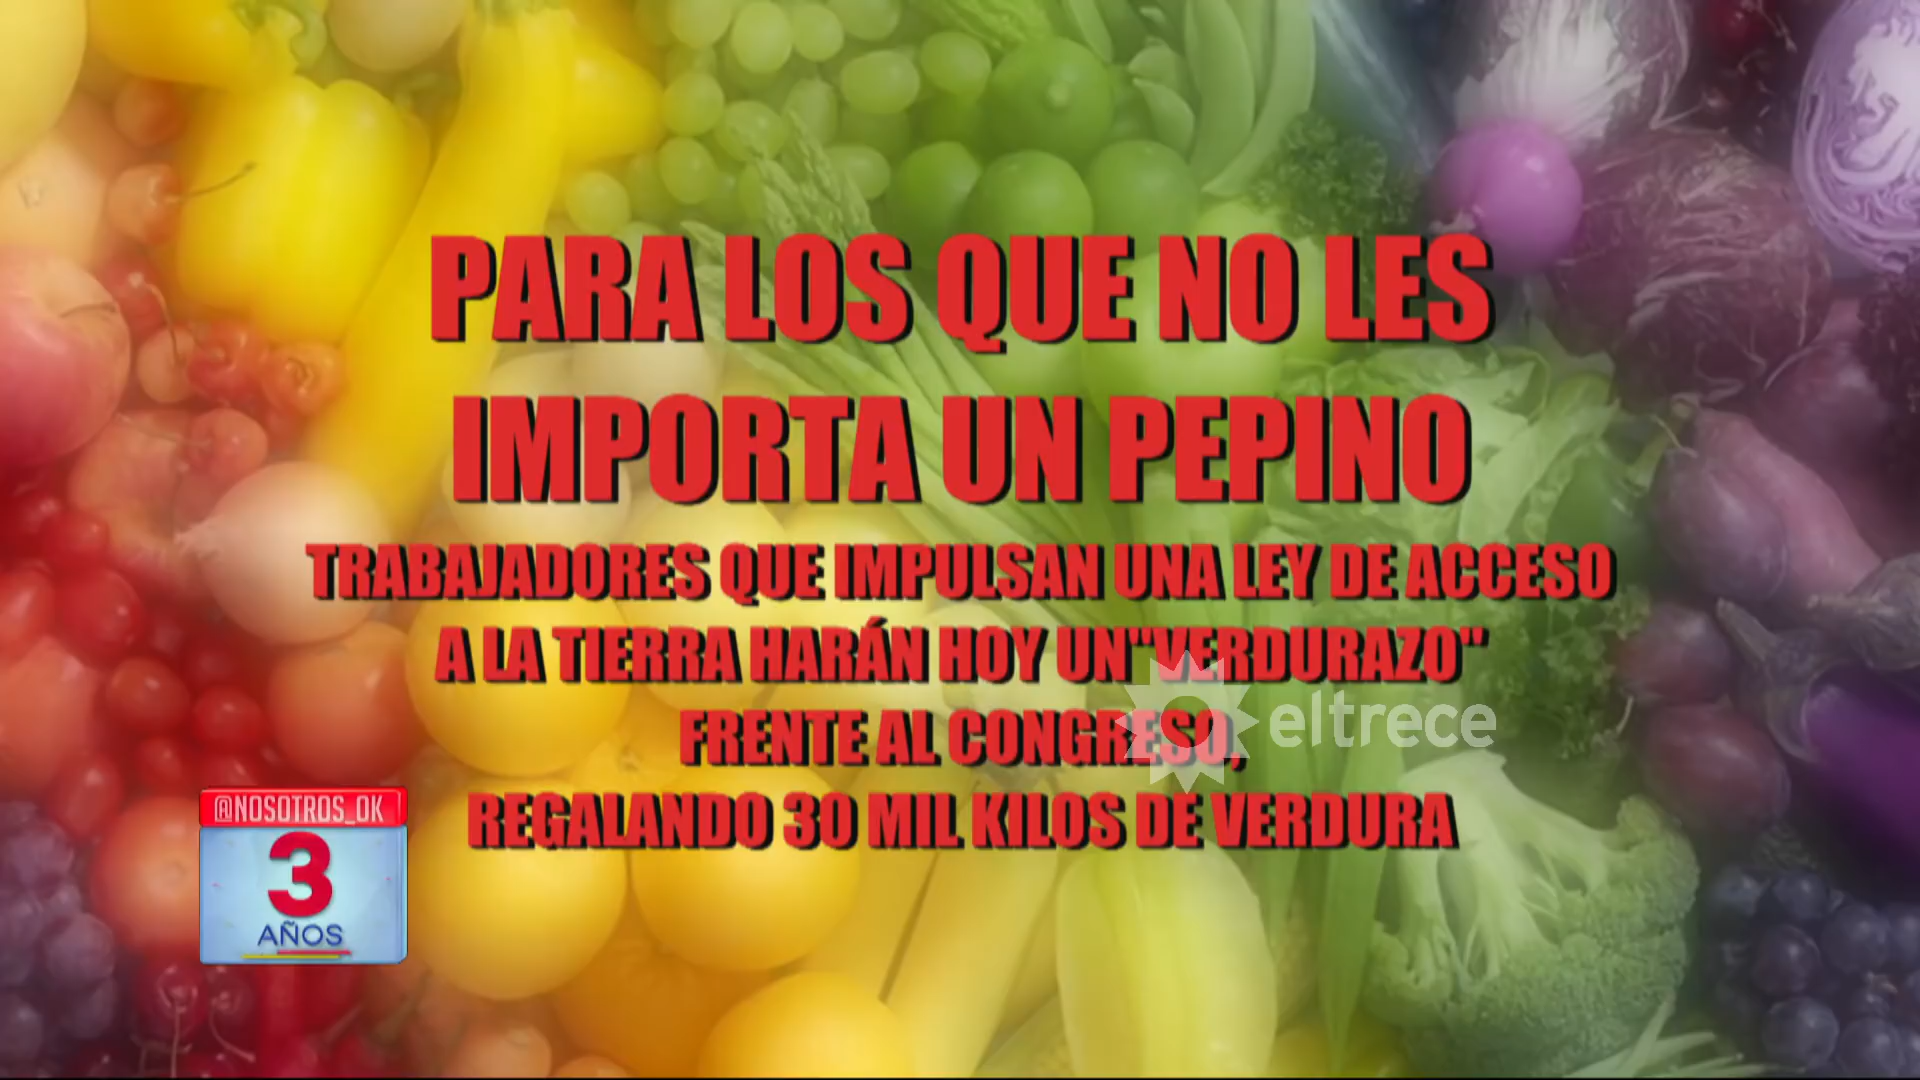 PARA LOS QUE NO LES
IMPORTA UN PEPINO
TRABAJADORES QUE IMPULSAN UNA LEY DE ACCESO
A LA TIERRA HARÁN HOY UN"VERDURAZO"
FRENTE AL CONGRESO,
eltrece
REGALANDO 30 MIL KILOS DE VERDURA
@NOSOTROS_OK
3
AÑOS